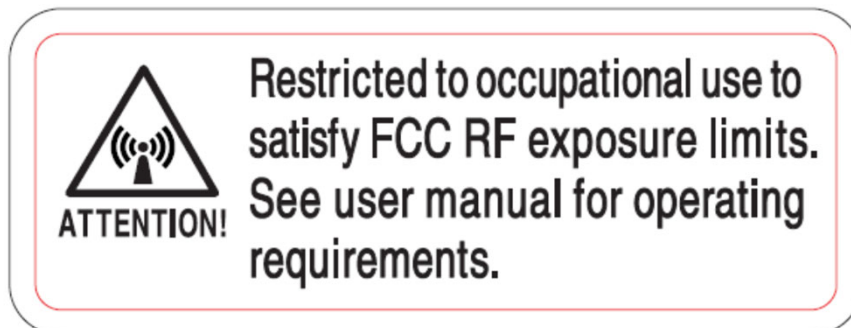 ATTENTION!
Restricted to occupational use to
satisfy FCC RF exposure limits.
See user manual for operating
requirements.